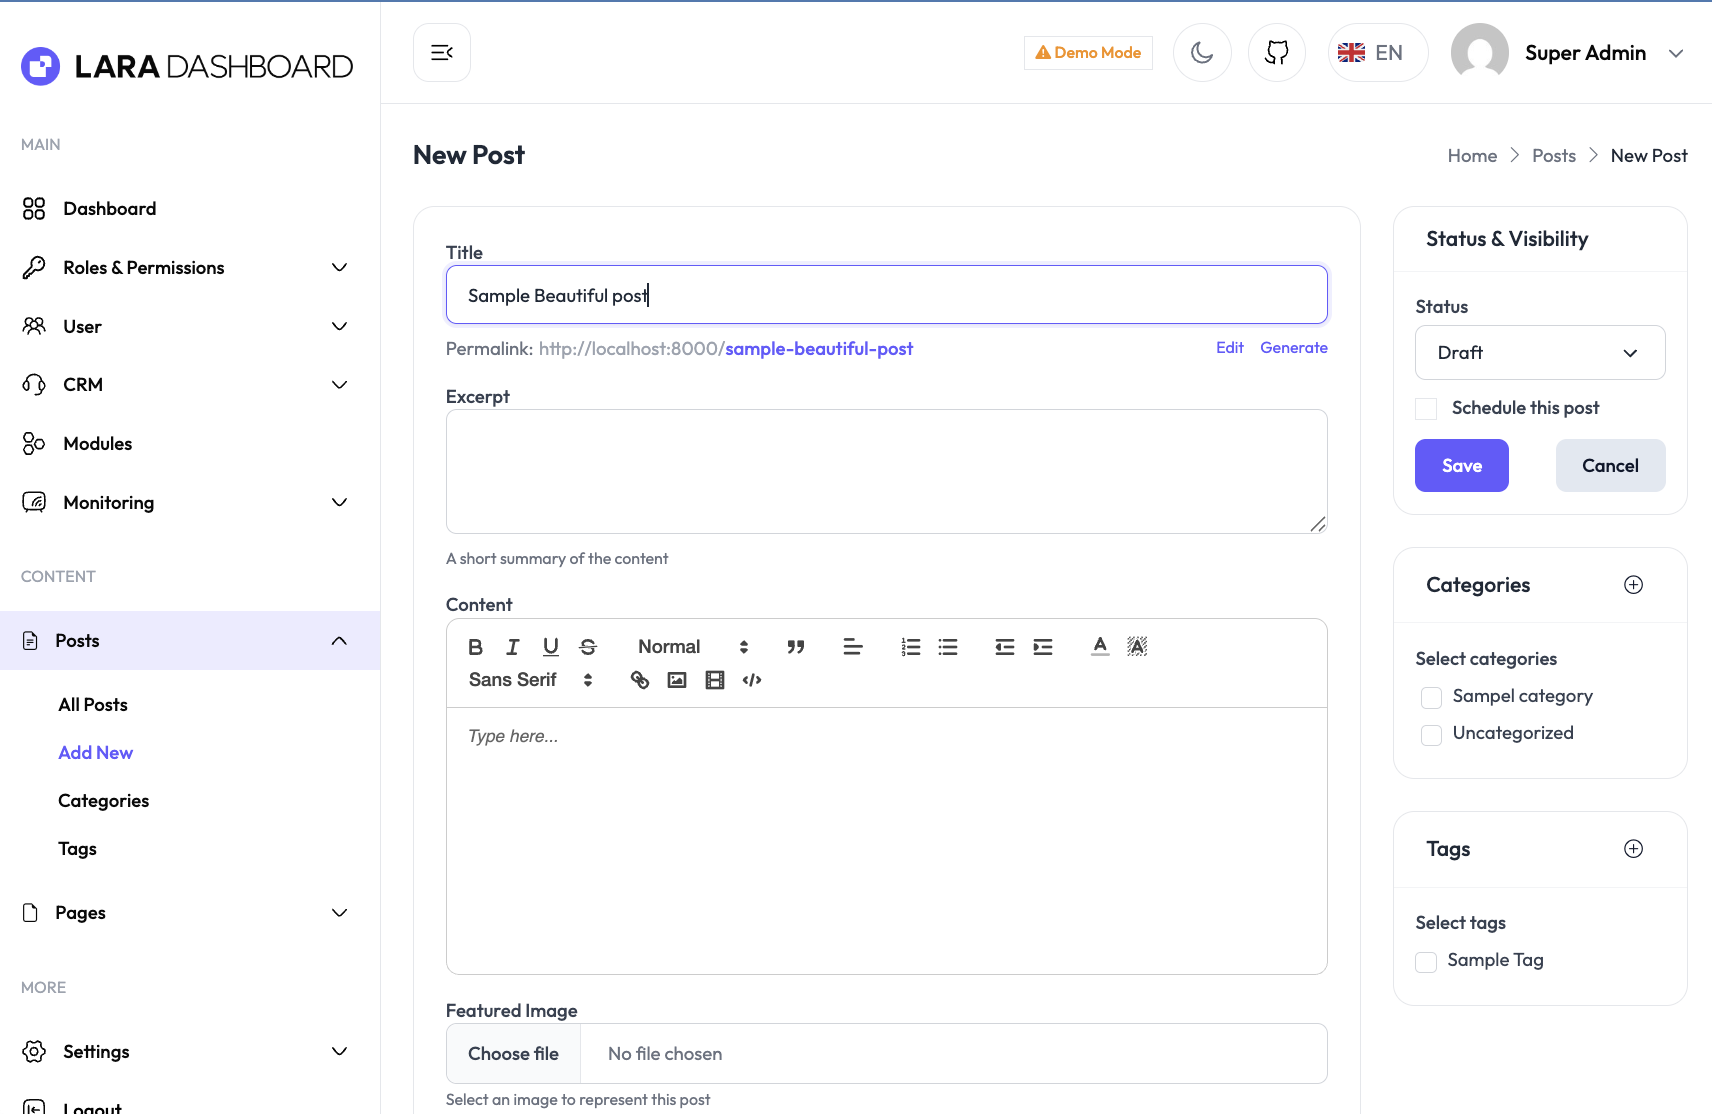 LARA DASHBOARD
Demo Mode
EN
Super Admin
MAIN
Dashboard
Roles & Permissions
User
CRM
Modules
Monitoring
CONTENT
Posts
All Posts
Add New
Categories
Tags
Pages
MORE
Settings
Logout
New Post
Home > Posts > New Post
Title
Sample Beautiful post
Permalink: http://localhost:8000/sample-beautiful-post Edit Generate
Excerpt
A short summary of the content
Content
B I U S Normal
Sans Serif
Type here...
Featured Image
Choose file No file chosen
Select an image to represent this post
Status & Visibility
Status
Draft
Schedule this post
Save Cancel
Categories
Select categories
Sampel category
Uncategorized
Tags
Select tags
Sample Tag